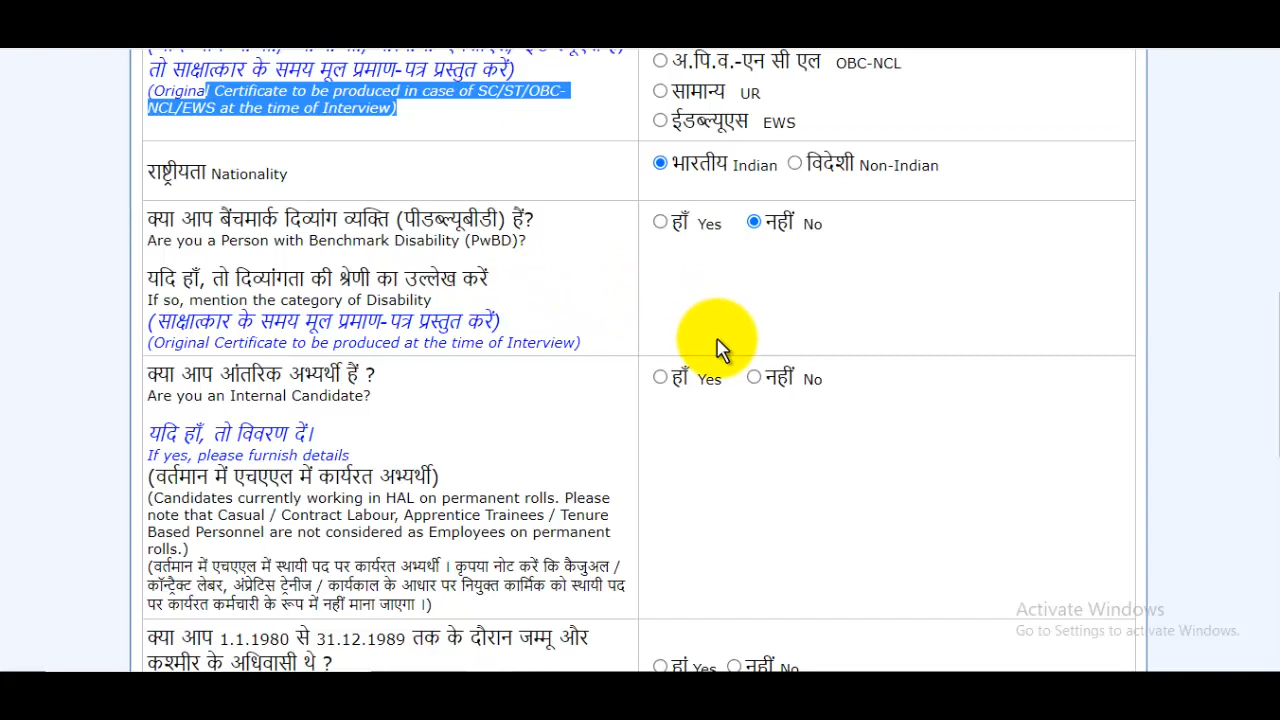 तो साक्षात्कार के समय मूल प्रमाण-पत्र प्रस्तुत करें)
(Original Certificate to be produced in case of SC/ST/OBC-
NCL/EWS at the time of Interview)
अ.पि.व.-एन सी एल OBC-NCL
सामान्य UR
ईडब्ल्यूएस EWS
राष्ट्रीयता Nationality
भारतीय Indian विदेशी Non-Indian
क्या आप बेंचमार्क दिव्यांग व्यक्ति (पीडब्ल्यूबीडी) हैं?
Are you a Person with Benchmark Disability (PwBD)?
हाँ Yes नहीं No
यदि हाँ, तो दिव्यांगता की श्रेणी का उल्लेख करें
If so, mention the category of Disability
(साक्षात्कार के समय मूल प्रमाण-पत्र प्रस्तुत करें)
(Original Certificate to be produced at the time of Interview)
क्या आप आंतरिक अभ्यर्थी हैं ?
Are you an Internal Candidate?
हाँ Yes नहीं No
यदि हाँ, तो विवरण दें।
If yes, please furnish details
(वर्तमान में एचएएल में कार्यरत अभ्यर्थी)
(Candidates currently working in HAL on permanent rolls. Please
note that Casual / Contract Labour, Apprentice Trainees / Tenure
Based Personnel are not considered as Employees on permanent
rolls.)
(वर्तमान में एचएएल में स्थायी पद पर कार्यरत अभ्यर्थी । कृपया नोट करें कि कैजुअल /
कॉन्ट्रैक्ट लेबर, अंप्रेटिस ट्रेनीज / कार्यकाल के आधार पर नियुक्त कार्मिक को स्थायी पद
पर कार्यरत कर्मचारी के रूप में नहीं माना जाएगा ।)
क्या आप 1.1.1980 से 31.12.1989 तक के दौरान जम्मू और
कश्मीर के अधिवासी थे ?
हां Yes नहीं No
Activate Windows
Go to Settings to activate Windows.